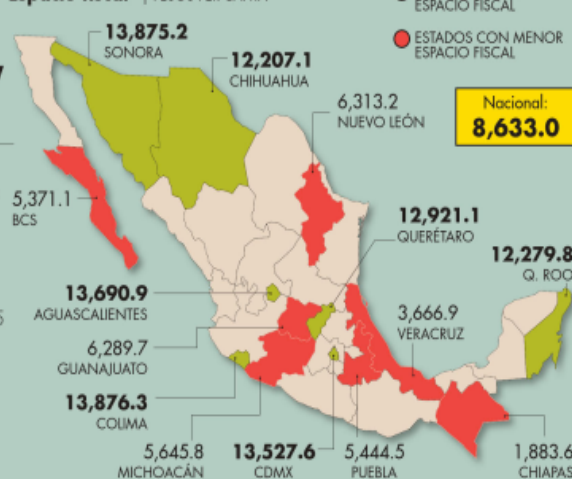 ESPACIO FISCAL
ESTADOS CON MENOR
ESPACIO FISCAL
13,875.2
SONORA
12,207.1
CHIHUAHUA
6,313.2
NUEVO LEÓN
Nacional:
8,633.0
5,371.1
BCS
12,921.1
QUERÉTARO
12,279.8
Q. ROO
13,690.9
AGUASCALIENTES
3,666.9
VERACRUZ
6,289.7
GUANAJUATO
13,876.3
COLIMA
5,645.8
MICHOACÁN
13,527.6
CDMX
5,444.5
PUEBLA
1,883.6
CHIAPAS